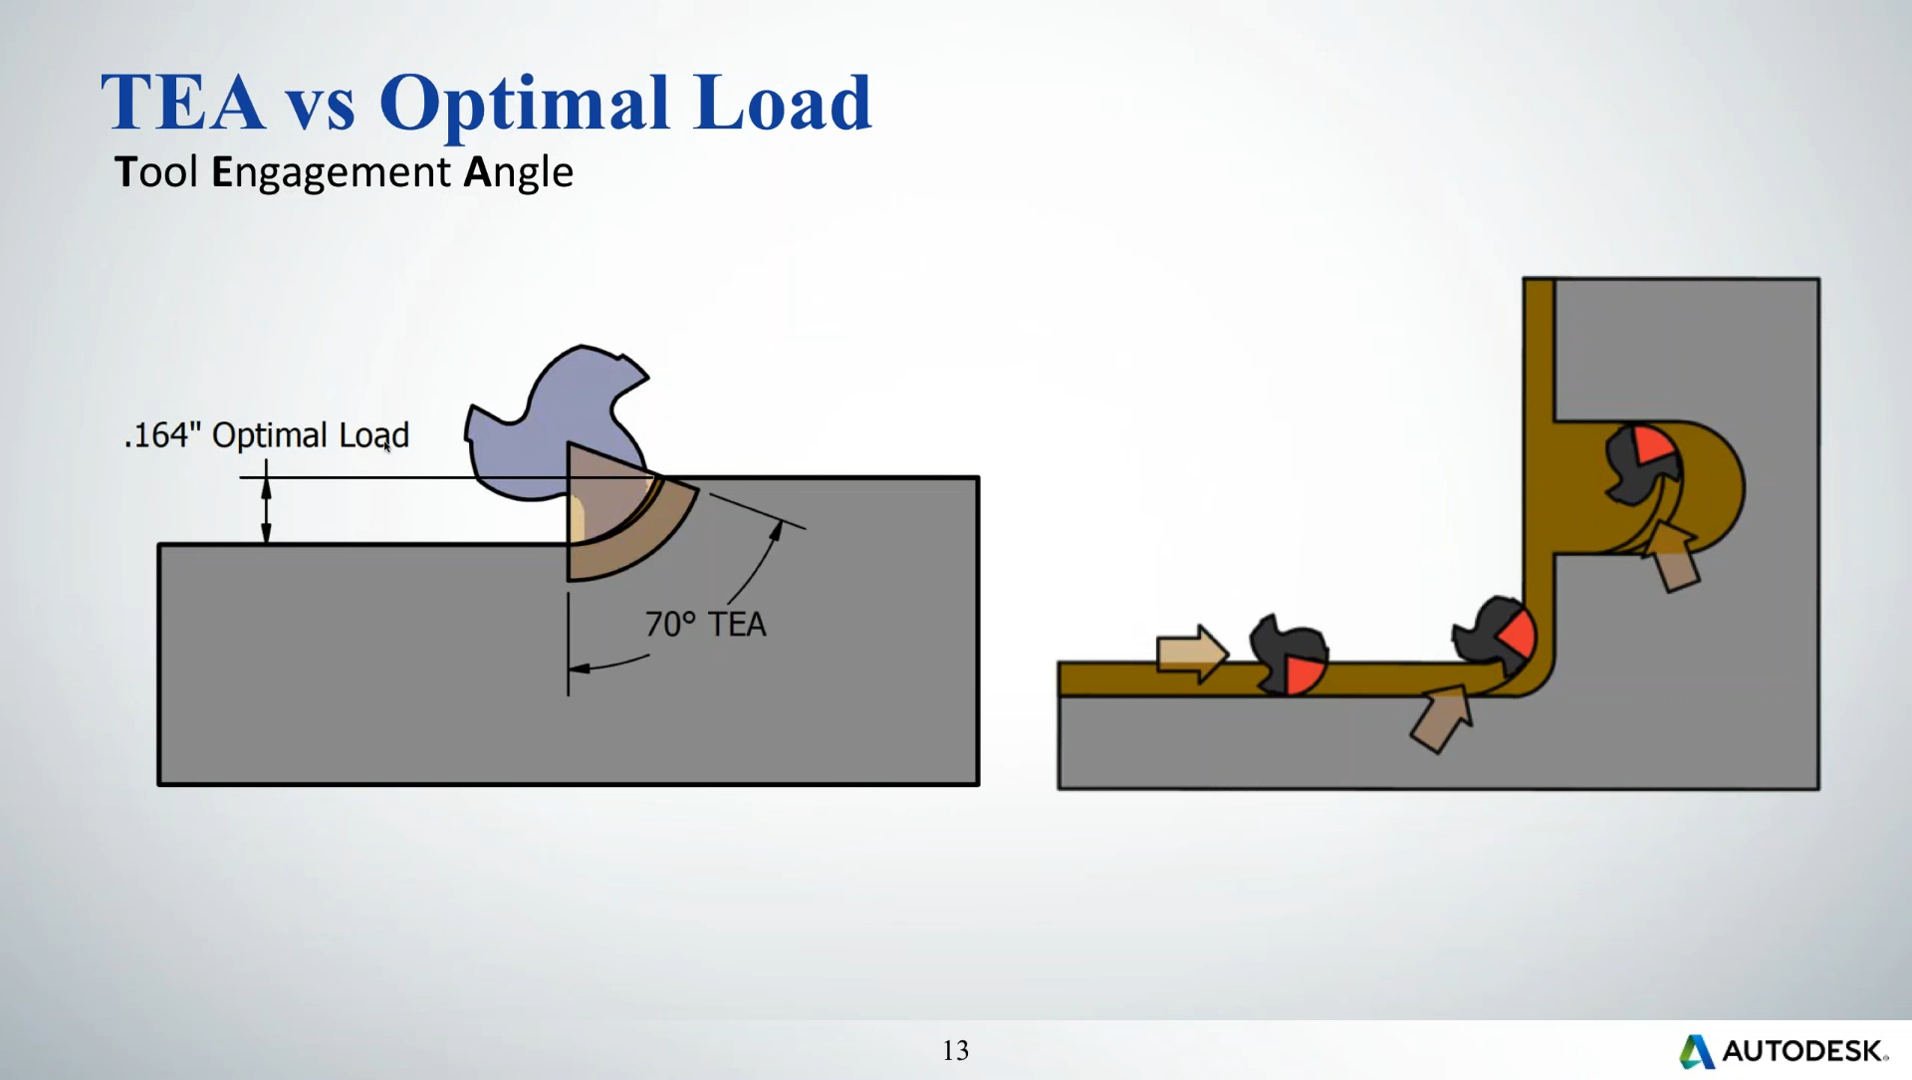 TEA vs Optimal Load
Tool Engagement Angle
.164" Optimal Load
70° TEA
13
AUTODESK